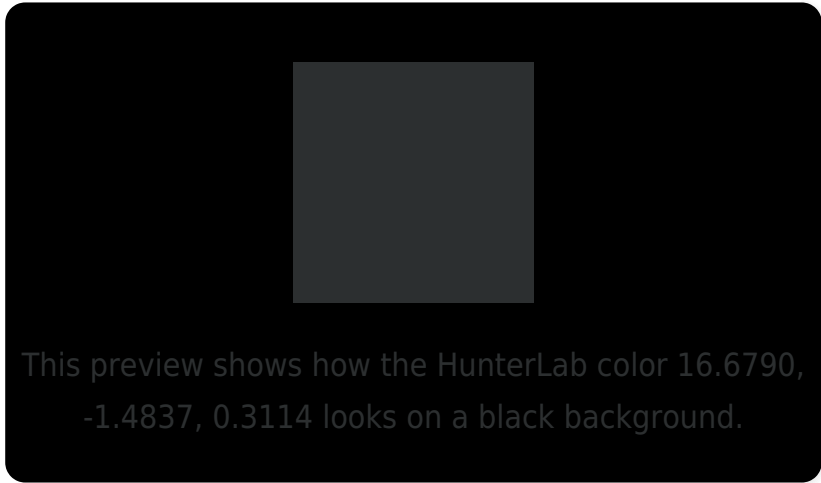 This preview shows how the HunterLab color 16.6790,
-1.4837, 0.3114 looks on a black background.